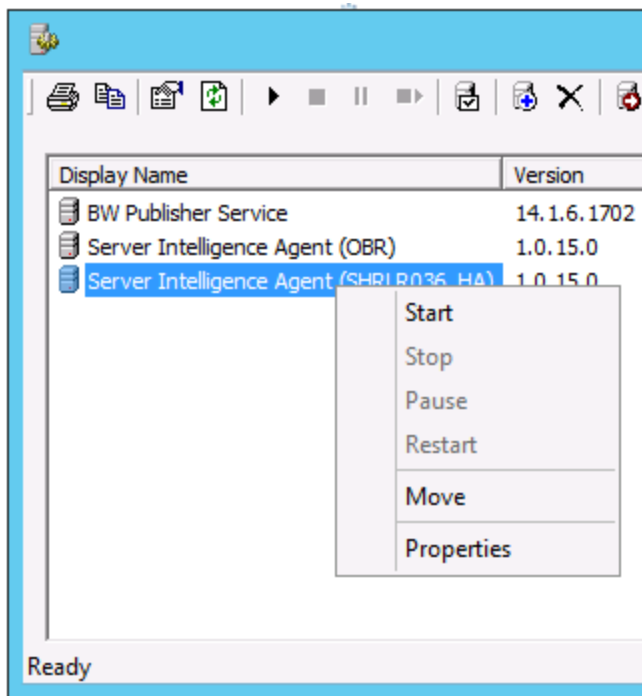 Display Name Version
BW Publisher Service 14.1.6.1702
Server Intelligence Agent (OBR) 1.0.15.0
Server Intelligence Agent (SHRLR036_HA) 1.0.15.0
Start
Stop
Pause
Restart
Move
Properties
Ready